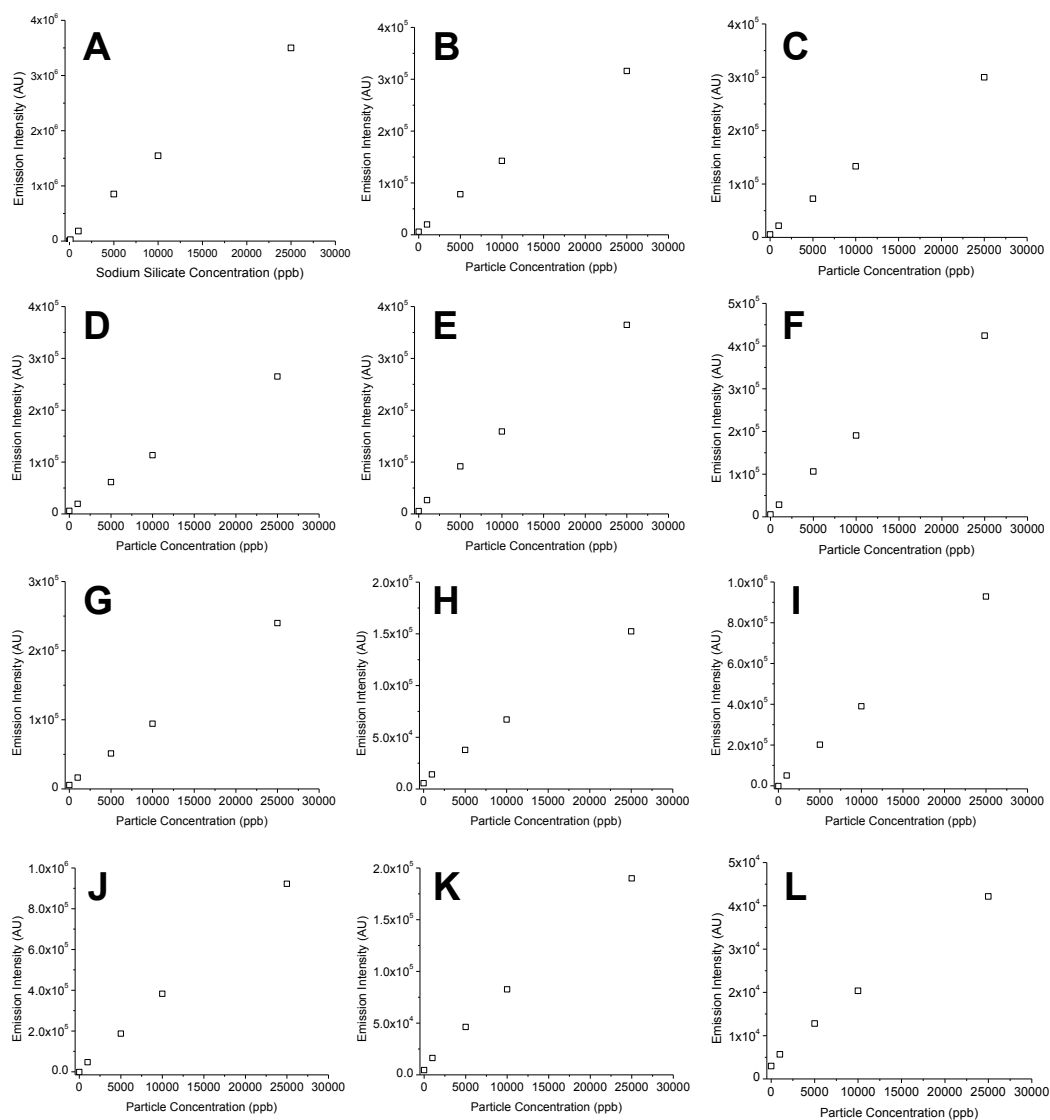 A
Emission Intensity (AU)
4x10⁶
3x10⁶
2x10⁶
1x10⁶
0
0 5000 10000 15000 20000 25000 30000
Sodium Silicate Concentration (ppb)
B
Emission Intensity (AU)
4x10⁵
3x10⁵
2x10⁵
1x10⁵
0
0 5000 10000 15000 20000 25000 30000
Particle Concentration (ppb)
C
Emission Intensity (AU)
4x10⁵
3x10⁵
2x10⁵
1x10⁵
0
0 5000 10000 15000 20000 25000 30000
Particle Concentration (ppb)
D
Emission Intensity (AU)
4x10⁵
3x10⁵
2x10⁵
1x10⁵
0
0 5000 10000 15000 20000 25000 30000
Particle Concentration (ppb)
E
Emission Intensity (AU)
4x10⁵
3x10⁵
2x10⁵
1x10⁵
0
0 5000 10000 15000 20000 25000 30000
Particle Concentration (ppb)
F
Emission Intensity (AU)
5x10⁵
4x10⁵
3x10⁵
2x10⁵
1x10⁵
0
0 5000 10000 15000 20000 25000 30000
Particle Concentration (ppb)
G
Emission Intensity (AU)
3x10⁵
2x10⁵
1x10⁵
0
0 5000 10000 15000 20000 25000 30000
Particle Concentration (ppb)
H
Emission Intensity (AU)
2.0x10⁵
1.5x10⁵
1.0x10⁵
5.0x10⁴
0.0
0 5000 10000 15000 20000 25000 30000
Particle Concentration (ppb)
I
Emission Intensity (AU)
1.0x10⁶
8.0x10⁵
6.0x10⁵
4.0x10⁵
2.0x10⁵
0.0
0 5000 10000 15000 20000 25000 30000
Particle Concentration (ppb)
J
Emission Intensity (AU)
1.0x10⁶
8.0x10⁵
6.0x10⁵
4.0x10⁵
2.0x10⁵
0.0
0 5000 10000 15000 20000 25000 30000
Particle Concentration (ppb)
K
Emission Intensity (AU)
2.0x10⁵
1.5x10⁵
1.0x10⁵
5.0x10⁴
0.0
0 5000 10000 15000 20000 25000 30000
Particle Concentration (ppb)
L
Emission Intensity (AU)
5x10⁴
4x10⁴
3x10⁴
2x10⁴
1x10⁴
0
0 5000 10000 15000 20000 25000 30000
Particle Concentration (ppb)